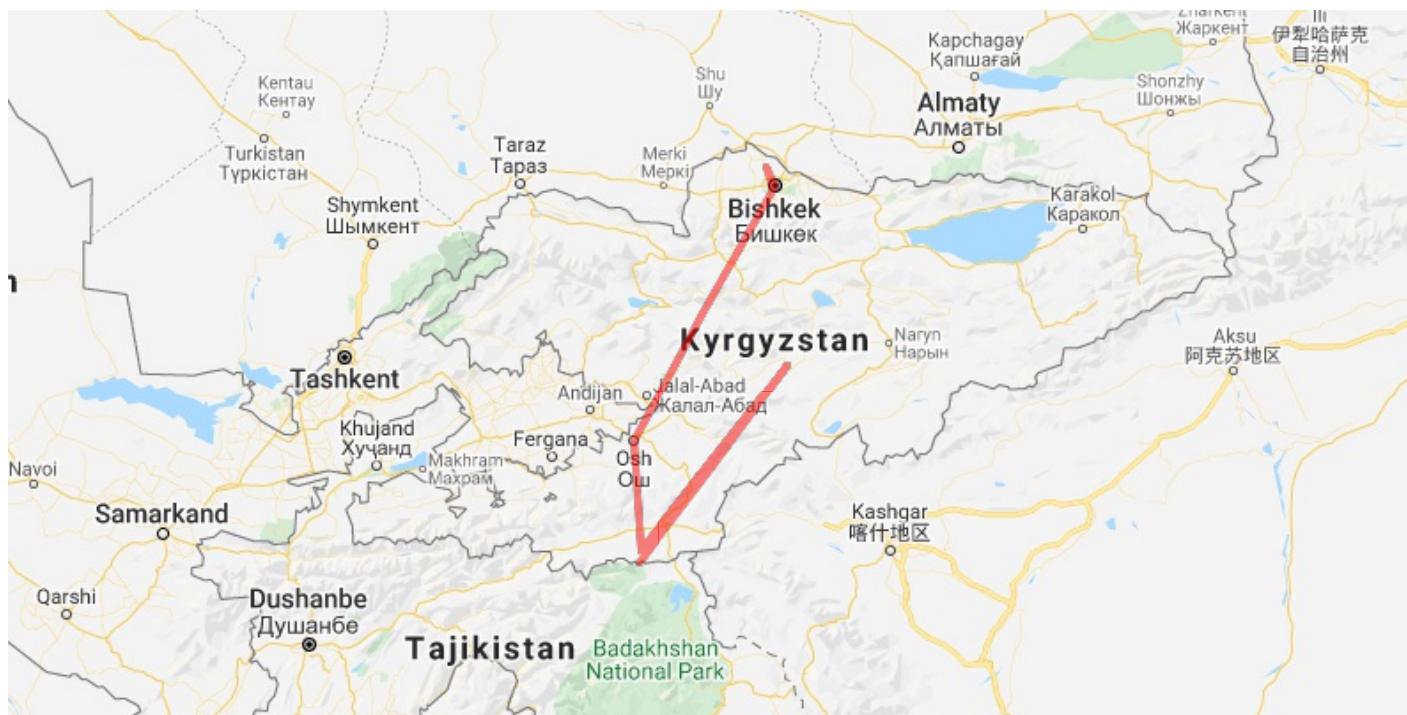 Zharkent
Жаркент
Ili
伊犁哈萨克
自治州
Kapchagay
Қапшағай
Kentau
Кентау
Shu
Шу
Shonzhy
Шонжы
Almaty
Алматы
Taraz
Тараз
Merki
Меркі
Turkistan
Түркістан
Shymkent
Шымкент
Bishkek
Бишкек
Karakol
Каракол
n
Kyrgyzstan
Naryn
Нарын
Aksu
阿克苏地区
Tashkent
Andijan
Jalal-Abad
Жалал-Абад
Khujand
Хуҷанд
Fergana
Osh
Ош
Makhram
Махрам
Navoi
Samarkand
Kashgar
喀什地区
Qarshi
Dushanbe
Душанбе
Tajikistan
Badakhshan
National Park